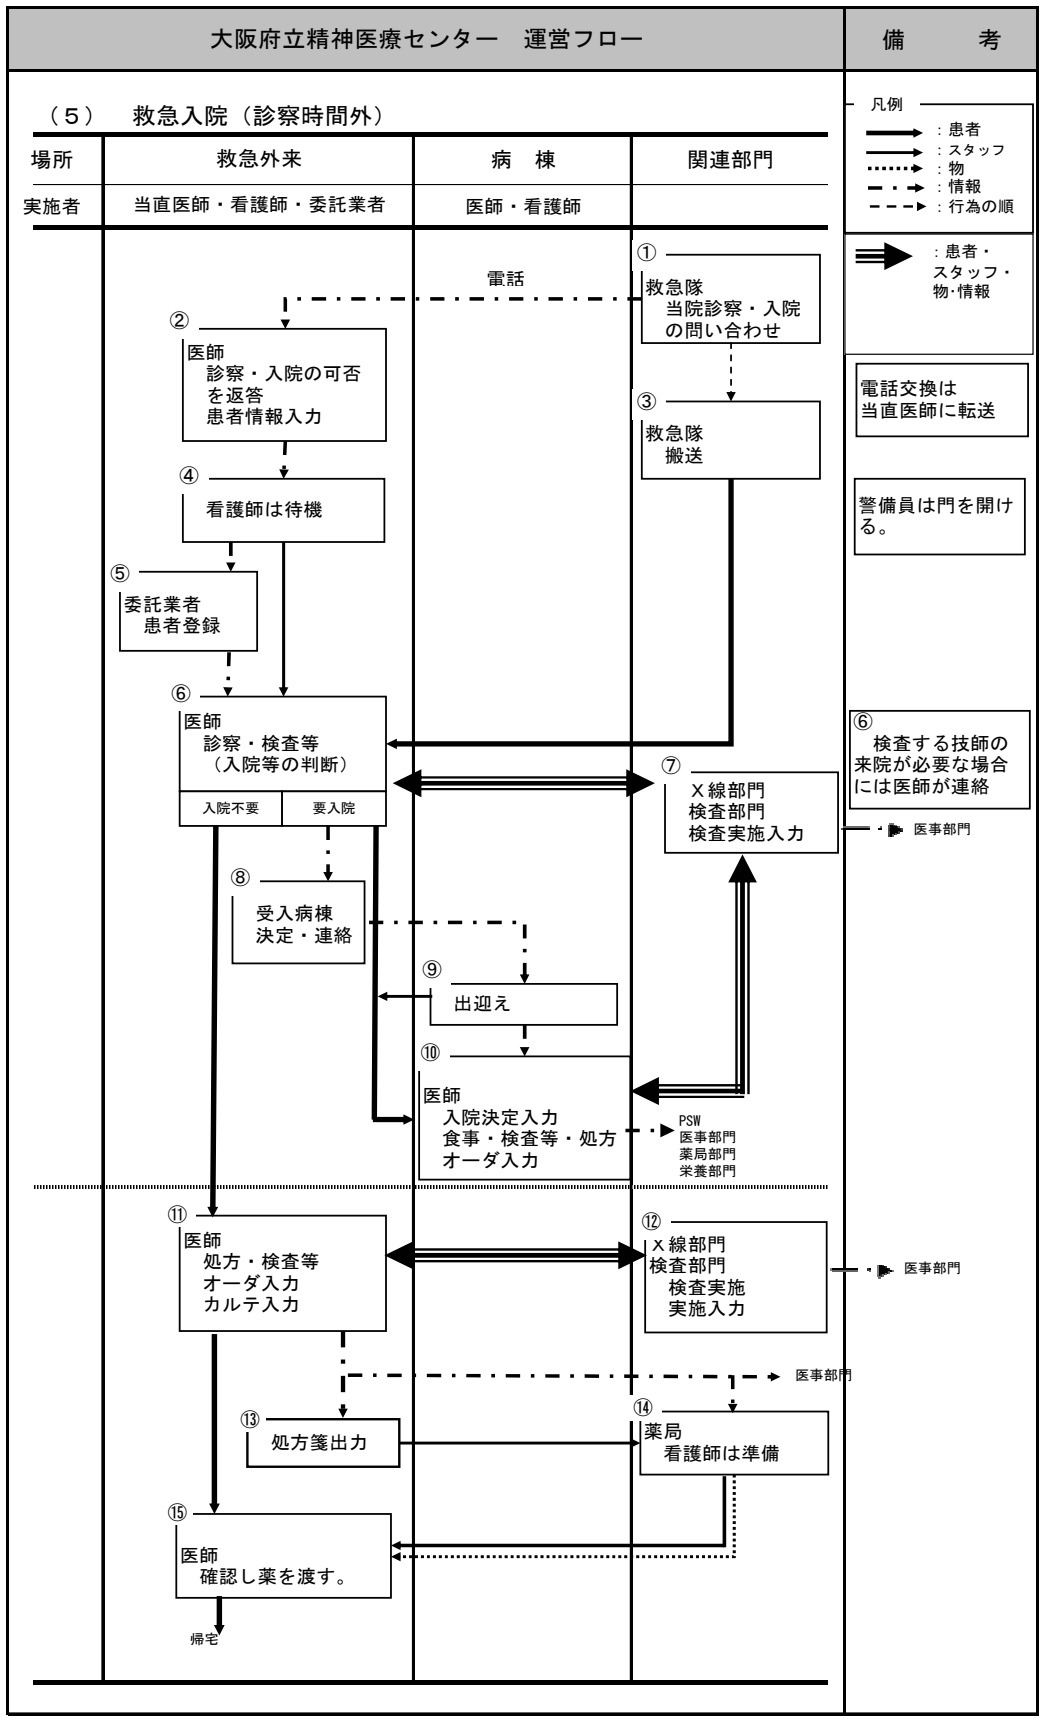 大阪府立精神医療センター　運営フロー
備　　考
（５）　救急入院（診察時間外）
場所
救急外来
病　棟
関連部門
実施者
当直医師・看護師・委託業者
医師・看護師
凡例
：患者
：スタッフ
：物
：情報
：行為の順
：患者・
スタッフ・
物・情報
①
救急隊
当院診察・入院
の問い合わせ
電話
②
医師
診察・入院の可否
を返答
患者情報入力
電話交換は
当直医師に転送
③
救急隊
搬送
④
看護師は待機
警備員は門を開け
る。
⑤
委託業者
患者登録
⑥
医師
診察・検査等
（入院等の判断）
入院不要
要入院
⑥
検査する技師の
来院が必要な場合
には医師が連絡
⑦
Ｘ線部門
検査部門
検査実施入力
医事部門
⑧
受入病棟
決定・連絡
⑨
出迎え
⑩
医師
入院決定入力
食事・検査等・処方
オーダ入力
PSW
医事部門
薬局部門
栄養部門
⑪
医師
処方・検査等
オーダ入力
カルテ入力
⑫
Ｘ線部門
検査部門
検査実施
実施入力
医事部門
医事部門
⑬
処方箋出力
⑭
薬局
看護師は準備
⑮
医師
確認し薬を渡す。
帰宅